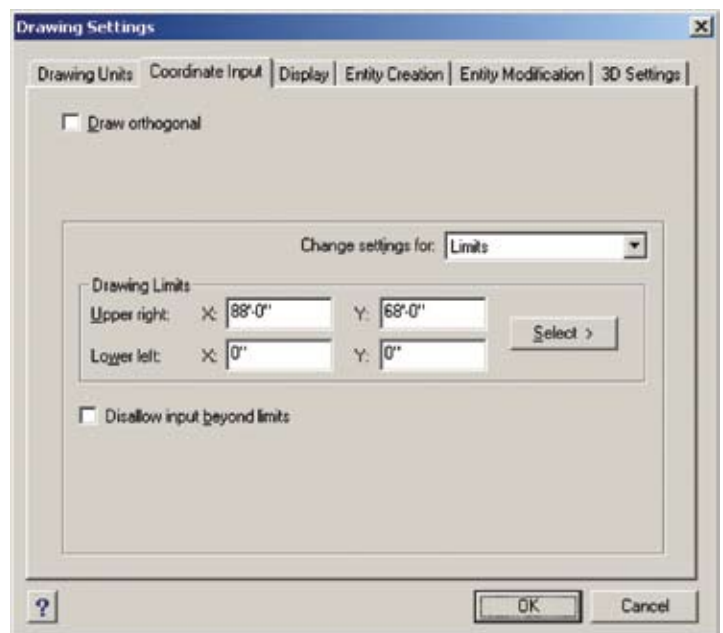 Drawing Settings
Drawing Units Coordinate Input Display Entity Creation Entity Modification 3D Settings
Draw orthogonal
Change settings for: Limits
Drawing Limits
Upper right: X: 88'-0" Y: 68'-0"
Select >
Lower left: X: 0" Y: 0"
Disallow input beyond limits
? OK Cancel